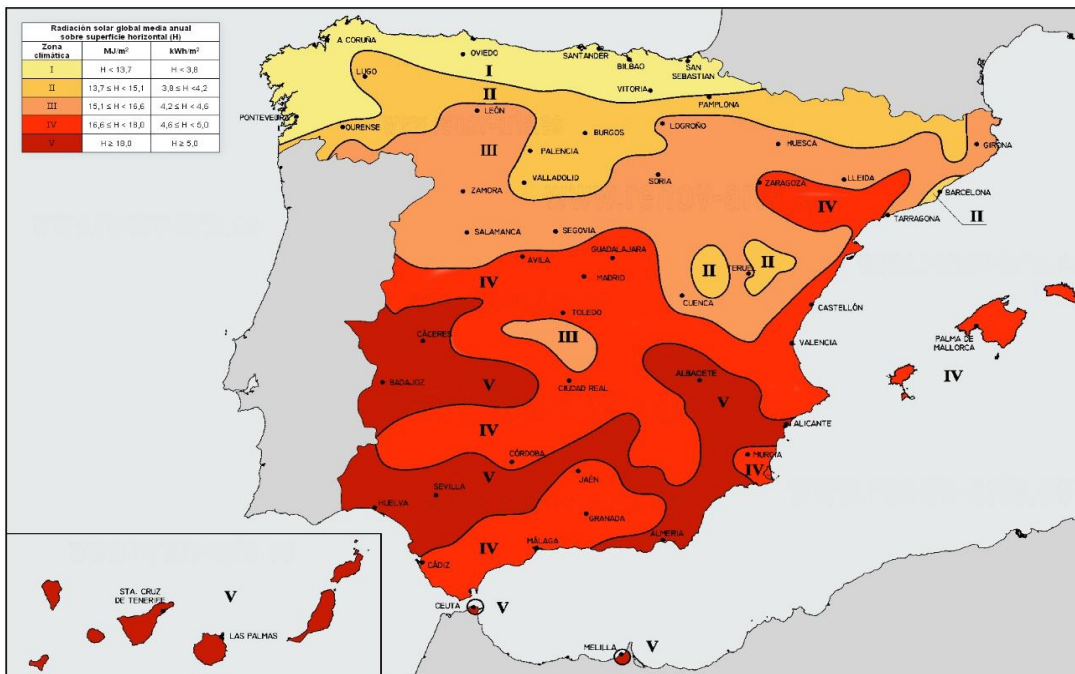 Radiación solar global media anual
sobre superficie horizontal (H)
Zona climática MJ/m² kWh/m²
I H < 13,7 H < 3,8
II 13,7 ≤ H < 15,1 3,8 ≤ H <4,2
III 15,1 ≤ H < 16,6 4,2 ≤ H < 4,6
IV 16,6 ≤ H < 18,0 4,6 ≤ H < 5,0
V H ≥ 18,0 H ≥ 5,0
A CORUÑA
OVIEDO
SANTANDER
BILBAO
SAN
SEBASTIAN
LUGO
I
VITORIA
II
PAMPLONA
LEÓN
PONTEVEDRA
OURENSE
BURGOS
LOGROÑO
HUESCA
GIRONA
III
PALENCIA
VALLADOLID
SORIA
ZARAGOZA
LLEIDA
BARCELONA
ZAMORA
IV
TARRAGONA
II
SALAMANCA
SEGOVIA
GUADALAJARA
AVILA
II
II
TERUEL
IV
MADRID
CUENCA
CASTELLÓN
TOLEDO
III
CÁCERES
VALENCIA
PALMA DE
MALLORCA
IV
BADAJOZ
V
CIUDAD REAL
ALBACETE
V
IV
ALICANTE
CÓRDOBA
MURCIA
IV
V
JAÉN
SEVILLA
HUELVA
GRANADA
IV
MÁLAGA
ALMERIA
CÁDIZ
CEUTA
V
MELILLA
V
STA. CRUZ
DE TENERIFE
V
LAS PALMAS